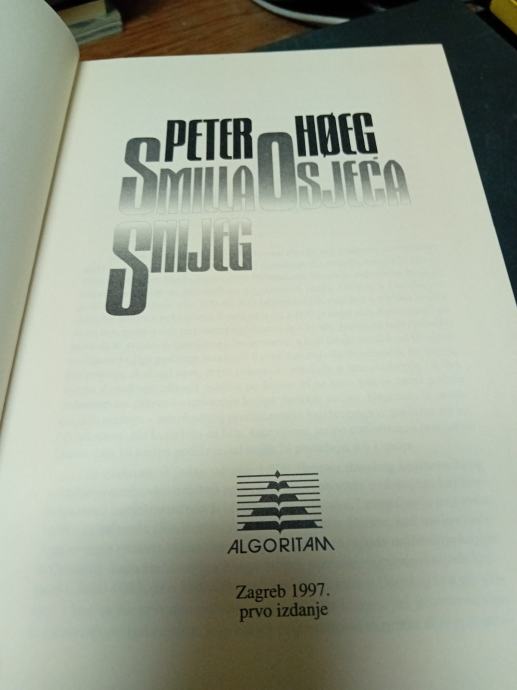 PETER HØEG
SMILLA OSJEĆA
SNIJEG
ALGORITAM
Zagreb 1997.
prvo izdanje